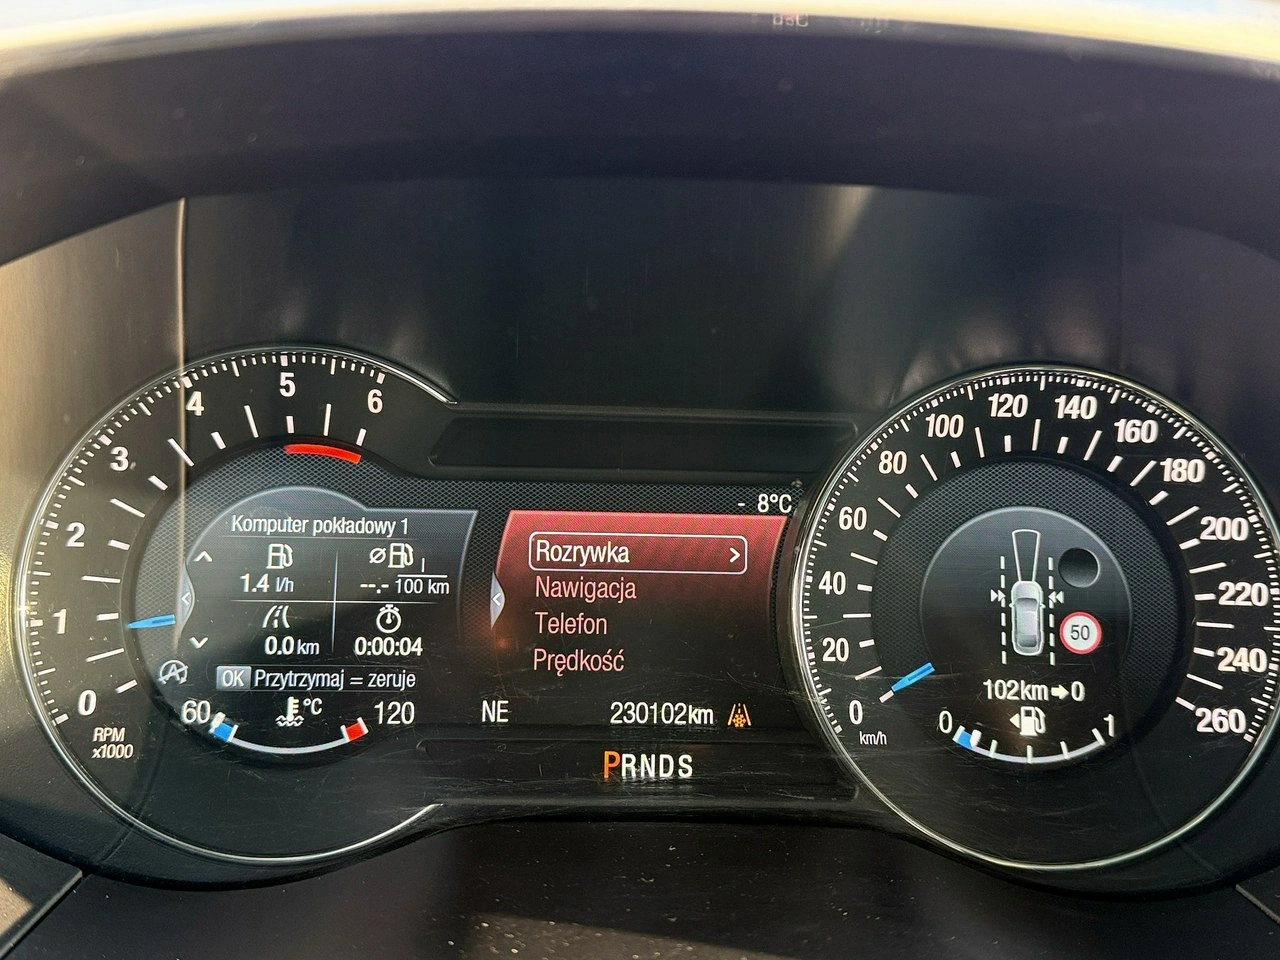 0
1
2
3
4
5
6
RPM
x1000
Komputer pokładowy 1
1.4 l/h
--.- 100 km
0.0 km
0:00:04
OK Przytrzymaj = zeruje
60
°C
120
- 8°C
Rozrywka >
Nawigacja
Telefon
Prędkość
NE
230102km
PRNDS
0
20
40
60
80
100
120
140
160
180
200
220
240
260
km/h
50
102km➡0
0
1